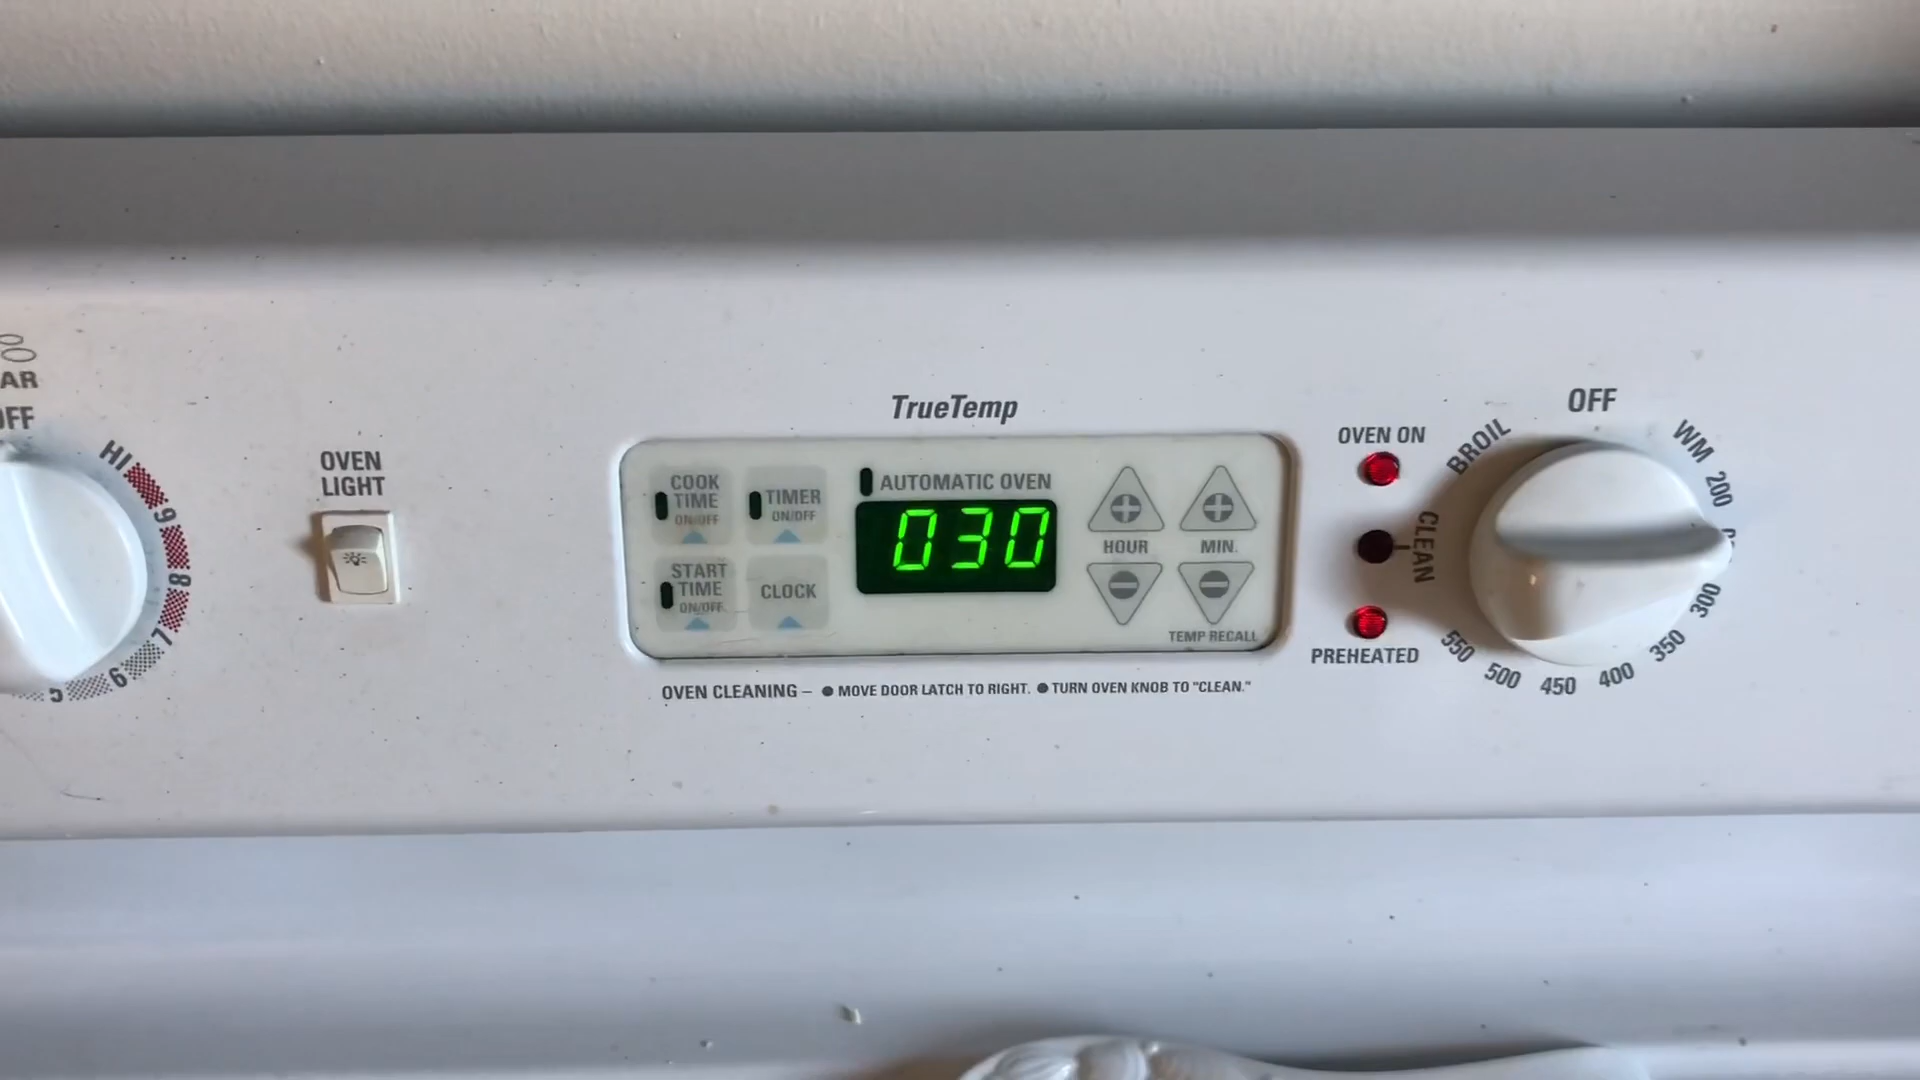 AR
OFF
HI
9
8
7
6
5
OVEN
LIGHT
TrueTemp
COOK
TIME
ON/OFF
TIMER
ON/OFF
START
TIME
ON/OFF
CLOCK
AUTOMATIC OVEN
030
HOUR
MIN.
TEMP RECALL
OVEN CLEANING – ● MOVE DOOR LATCH TO RIGHT. ● TURN OVEN KNOB TO "CLEAN."
OVEN ON
CLEAN
PREHEATED
OFF
BROIL
WM
200
300
350
400
450
500
550